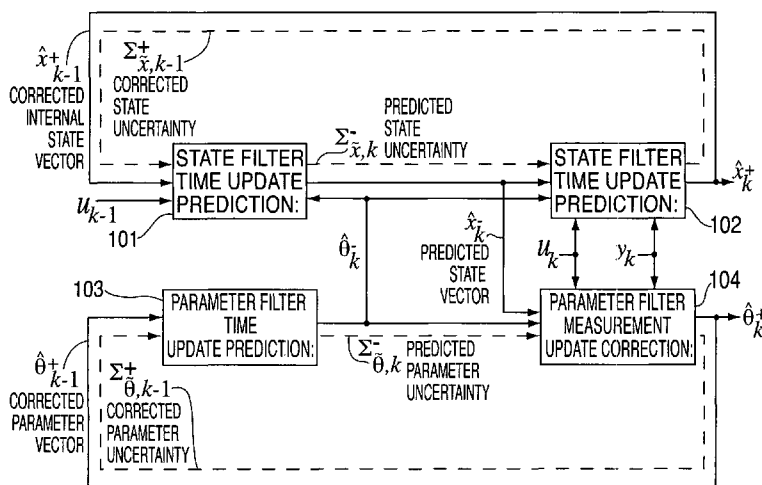 x̂⁺k-1
CORRECTED
INTERNAL
STATE
VECTOR
Σ⁺x̃,k-1
CORRECTED
STATE
UNCERTAINTY
PREDICTED
STATE
UNCERTAINTY
Σ⁻x̃,k
STATE FILTER
TIME UPDATE
PREDICTION:
101
uk-1
STATE FILTER
TIME UPDATE
PREDICTION:
102
x̂k⁺
θ̂k⁻
x̂k⁻
PREDICTED
STATE
VECTOR
uk
yk
103
PARAMETER FILTER
TIME
UPDATE PREDICTION:
104
PARAMETER FILTER
MEASUREMENT
UPDATE CORRECTION:
θ̂k⁺
θ̂⁺k-1
CORRECTED
PARAMETER
VECTOR
Σ⁺θ̃,k-1
CORRECTED
PARAMETER
UNCERTAINTY
Σ⁻θ̃,k
PREDICTED
PARAMETER
UNCERTAINTY